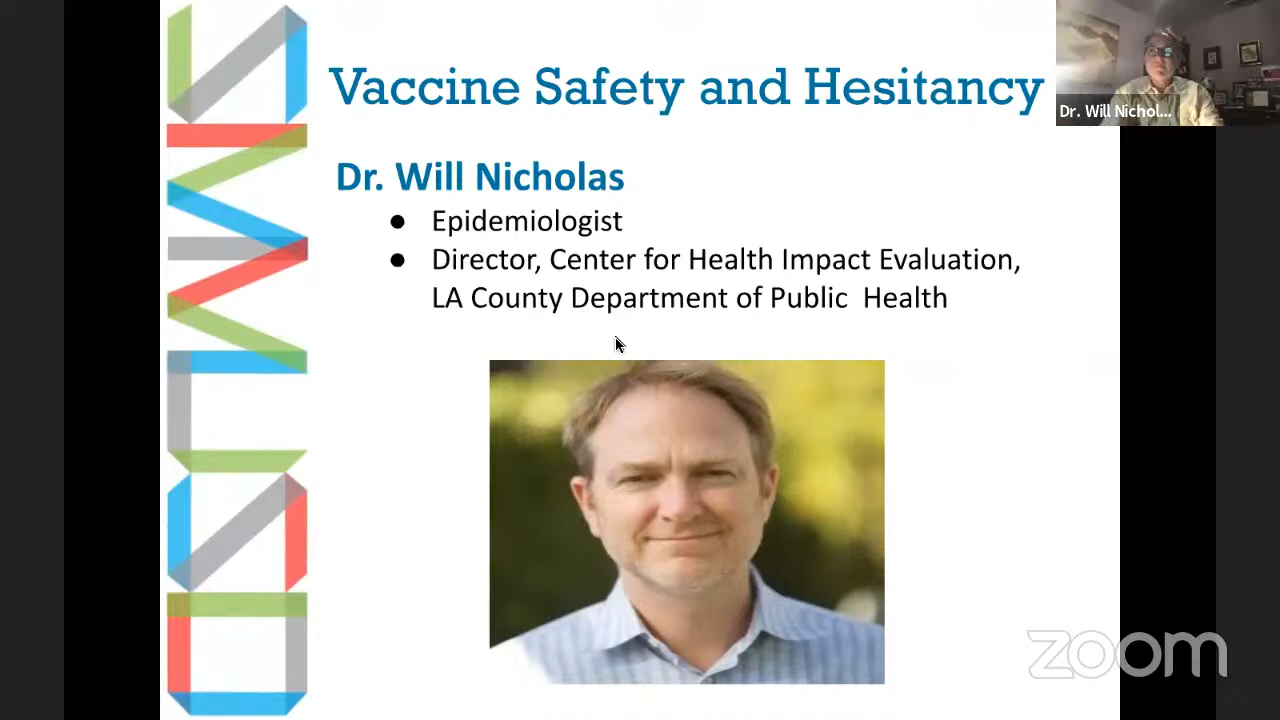 Vaccine Safety and Hesitancy
Dr. Will Nichol...
Dr. Will Nicholas
● Epidemiologist
● Director, Center for Health Impact Evaluation,
LA County Department of Public Health
SMMUSD
zoom